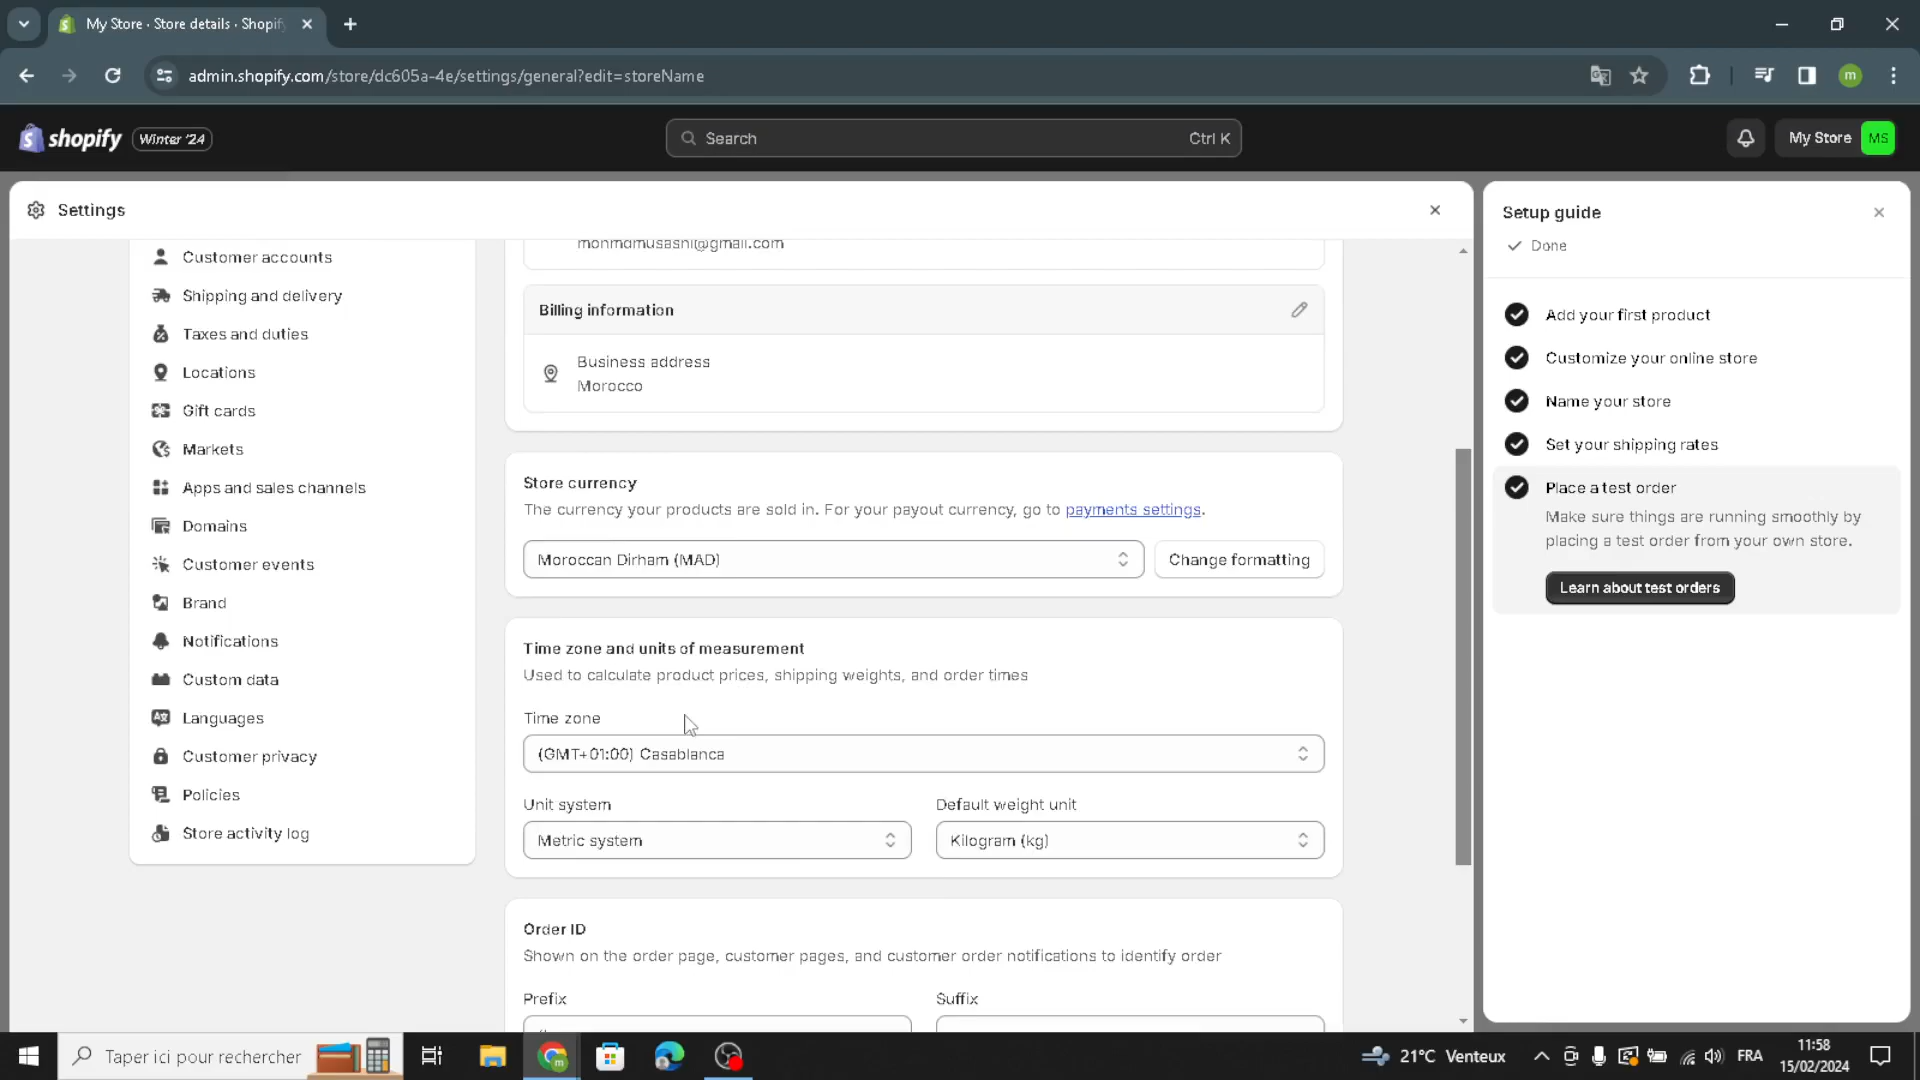 My Store · Store details · Shopif
admin.shopify.com/store/dc605a-4e/settings/general?edit=storeName
m
shopify
Winter '24
Search
Ctrl K
My Store
MS
Settings
Customer accounts
Shipping and delivery
Taxes and duties
Locations
Gift cards
Markets
Apps and sales channels
Domains
Customer events
Brand
Notifications
Custom data
Languages
Customer privacy
Policies
Store activity log
Billing information
Business address
Morocco
Store currency
The currency your products are sold in. For your payout currency, go to payments settings.
Moroccan Dirham (MAD)
Change formatting
Time zone and units of measurement
Used to calculate product prices, shipping weights, and order times
Time zone
(GMT+01:00) Casablanca
Unit system
Default weight unit
Metric system
Kilogram (kg)
Order ID
Shown on the order page, customer pages, and customer order notifications to identify order
Prefix
Suffix
Setup guide
Done
Add your first product
Customize your online store
Name your store
Set your shipping rates
Place a test order
Make sure things are running smoothly by
placing a test order from your own store.
Learn about test orders
Taper ici pour rechercher
21°C Venteux
FRA
11:58
15/02/2024